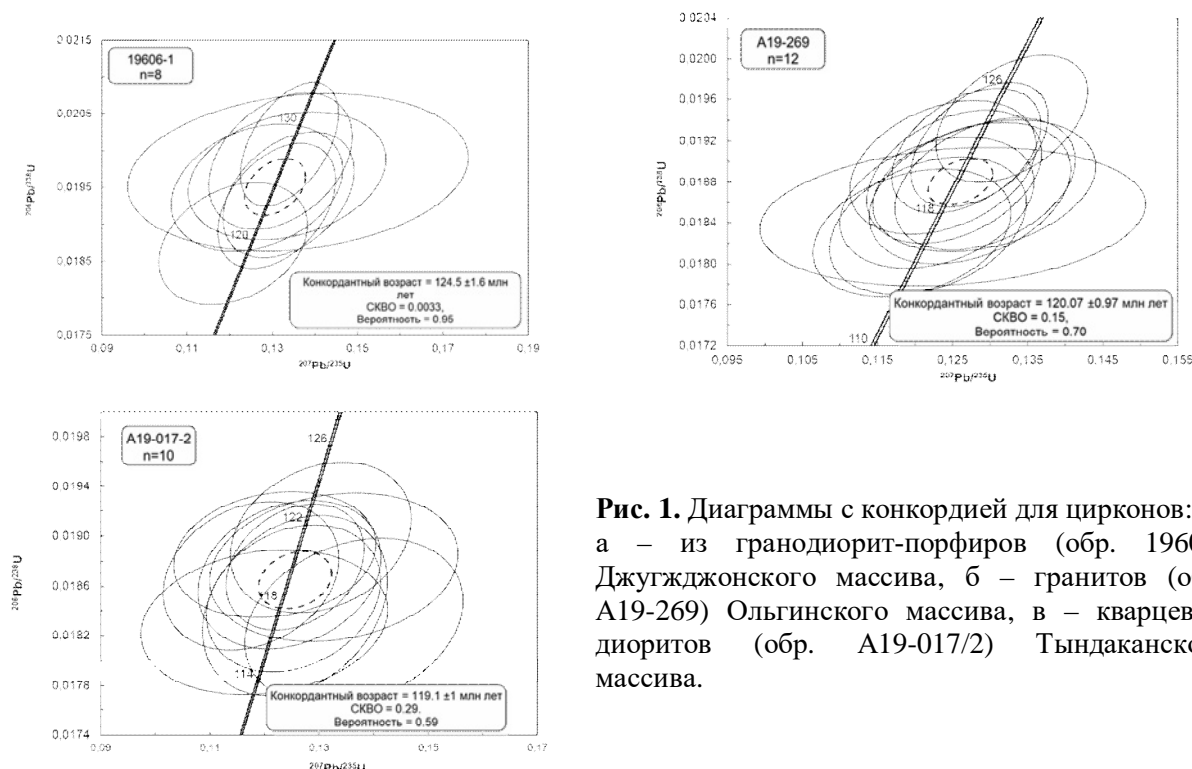 0,0215
0,0205
0,0195
0,0185
0,0175
19606-1
n=8
130
120
Конкордантный возраст = 124.5 ±1.6 млн
лет
СКВО = 0.0033,
Вероятность = 0.95
0.09
0,11
0,13
0,15
0,17
0,19
²⁰⁷Pb/²³⁵U
²⁰⁶Pb/²³⁸U
0,0204
0,0200
0,0196
0,0192
0,0188
0,0184
0,0180
0,0176
0,0172
A19-269
n=12
126
118
110
Конкордантный возраст = 120.07 ±0.97 млн лет
СКВО = 0.15,
Вероятность = 0.70
0,095
0,105
0,115
0,125
0,135
0,145
0,155
²⁰⁷Pb/²³⁵U
²⁰⁶Pb/²³⁸U
0,0198
0,0194
0,0190
0,0186
0,0182
0,0178
0,0174
A19-017-2
n=10
126
122
118
114
Конкордантный возраст = 119.1 ±1 млн лет
СКВО = 0.29.
Вероятность = 0.59
0.09
0,11
0,13
0,15
0,17
²⁰⁷Pb/²³⁵U
²⁰⁶Pb/²³⁸U
Рис. 1. Диаграммы с конкордией для цирконов:
а – из гранодиорит-порфиров (обр. 1960
Джугжджонского массива, б – гранитов (о
А19-269) Ольгинского массива, в – кварцев
диоритов (обр. А19-017/2) Тындаканско
массива.